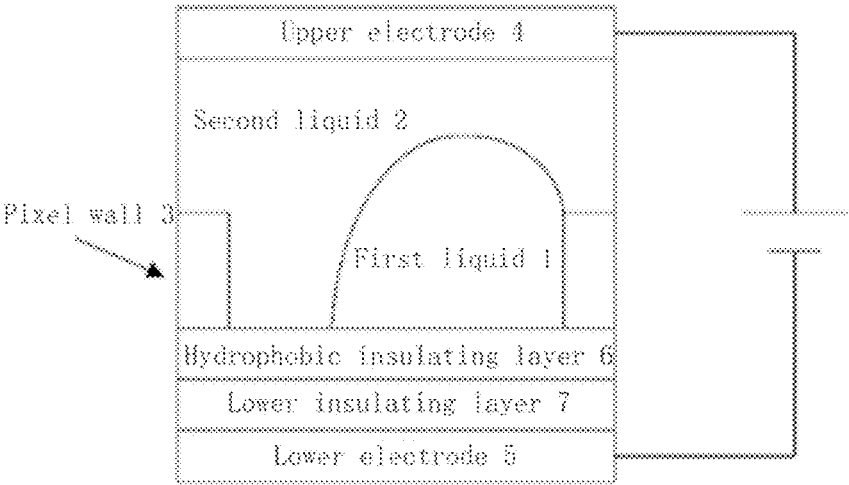 Upper electrode 4
Second liquid 2
Pixel wall 3
First liquid 1
Hydrophobic insulating layer 6
Lower insulating layer 7
Lower electrode 5